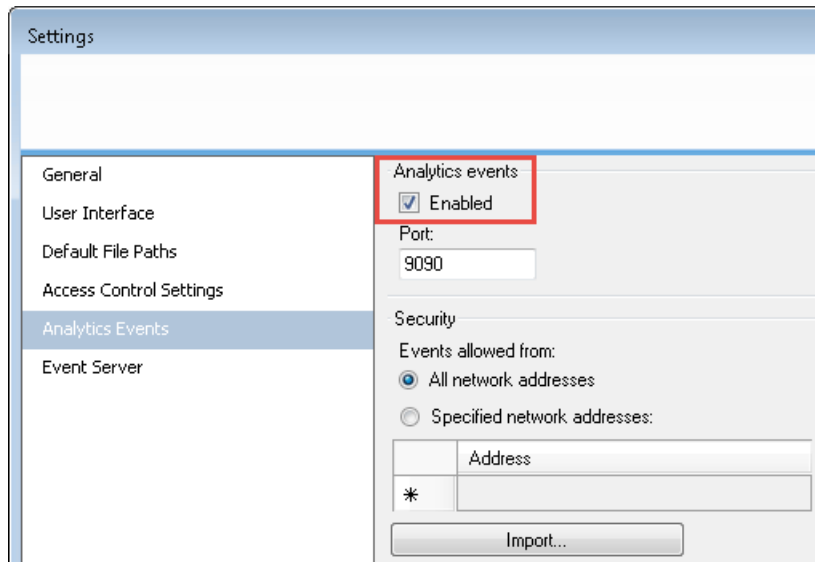 Settings
General
User Interface
Default File Paths
Access Control Settings
Analytics Events
Event Server
Analytics events
Enabled
Port:
9090
Security
Events allowed from:
All network addresses
Specified network addresses:
Address
*
Import...